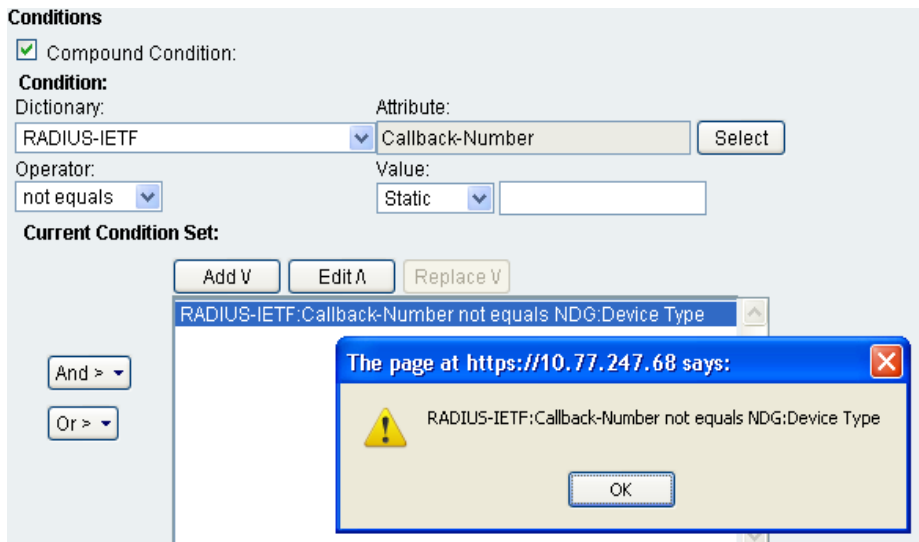 Conditions
Compound Condition:
Condition:
Dictionary: Attribute:
RADIUS-IETF Callback-Number Select
Operator: Value:
not equals Static
Current Condition Set:
Add V Edit Λ Replace V
RADIUS-IETF:Callback-Number not equals NDG:Device Type
And >
Or >
The page at https://10.77.247.68 says:
RADIUS-IETF:Callback-Number not equals NDG:Device Type
OK